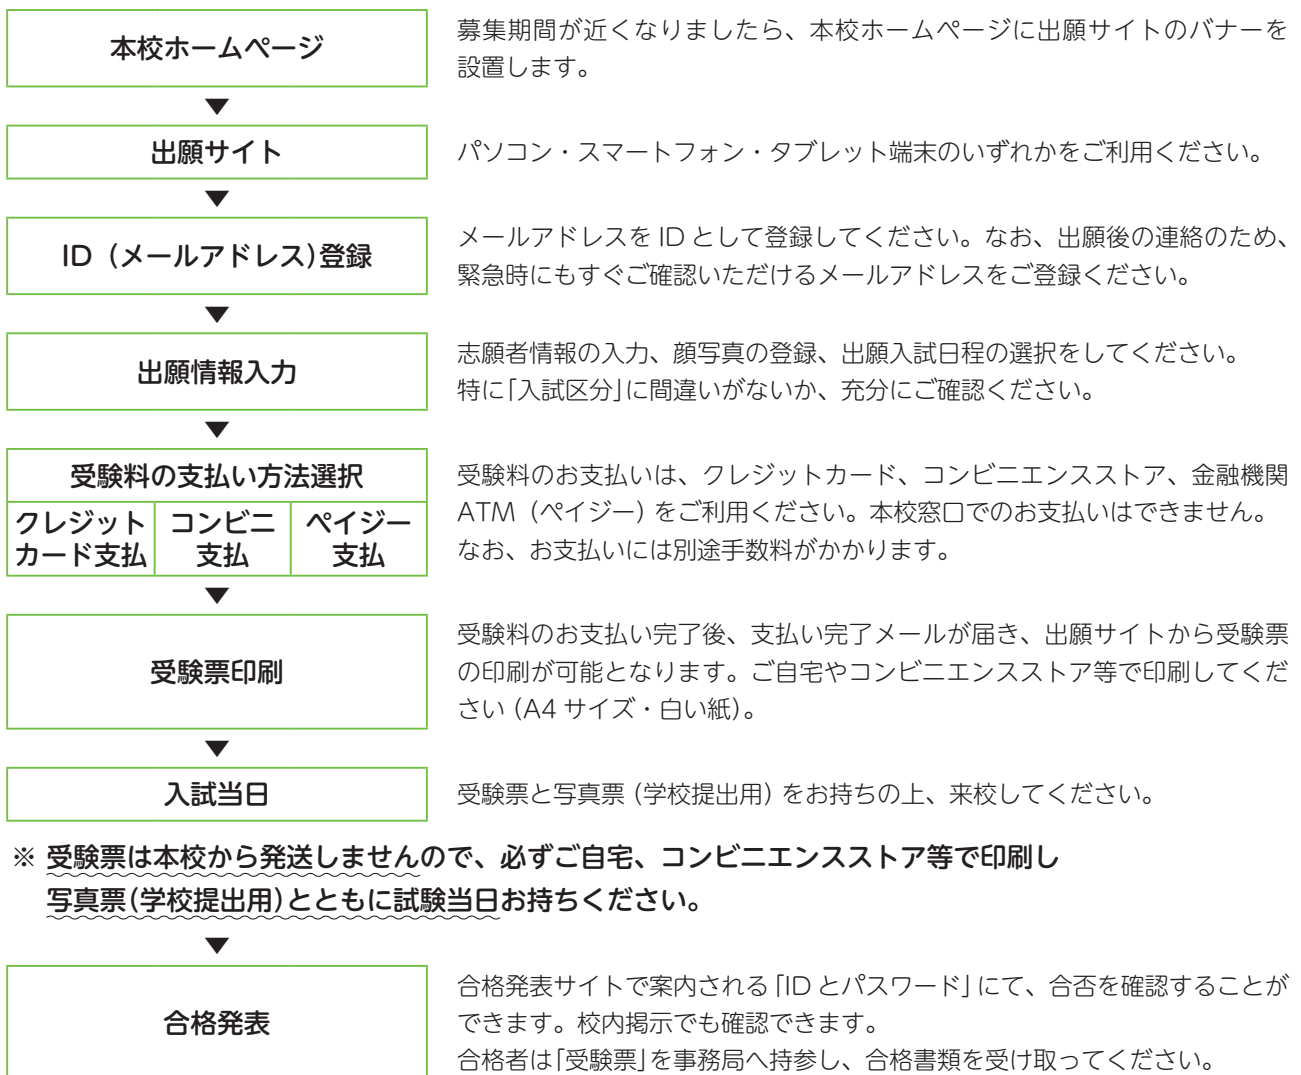 本校ホームページ
募集期間が近くなりましたら、本校ホームページに出願サイトのバナーを
設置します。
▼
出願サイト
パソコン・スマートフォン・タブレット端末のいずれかをご利用ください。
▼
ID（メールアドレス）登録
メールアドレスを ID として登録してください。なお、出願後の連絡のため、
緊急時にもすぐご確認いただけるメールアドレスをご登録ください。
▼
出願情報入力
志願者情報の入力、顔写真の登録、出願入試日程の選択をしてください。
特に「入試区分」に間違いがないか、充分にご確認ください。
▼
受験料の支払い方法選択
クレジット
カード支払
コンビニ
支払
ペイジー
支払
受験料のお支払いは、クレジットカード、コンビニエンスストア、金融機関
ATM（ペイジー）をご利用ください。本校窓口でのお支払いはできません。
なお、お支払いには別途手数料がかかります。
▼
受験票印刷
受験料のお支払い完了後、支払い完了メールが届き、出願サイトから受験票
の印刷が可能となります。ご自宅やコンビニエンスストア等で印刷してくだ
さい（A4 サイズ・白い紙）。
▼
入試当日
受験票と写真票（学校提出用）をお持ちの上、来校してください。
※ 受験票は本校から発送しませんので、必ずご自宅、コンビニエンスストア等で印刷し
写真票（学校提出用）とともに試験当日お持ちください。
▼
合格発表
合格発表サイトで案内される「ID とパスワード」にて、合否を確認することが
できます。校内掲示でも確認できます。
合格者は「受験票」を事務局へ持参し、合格書類を受け取ってください。